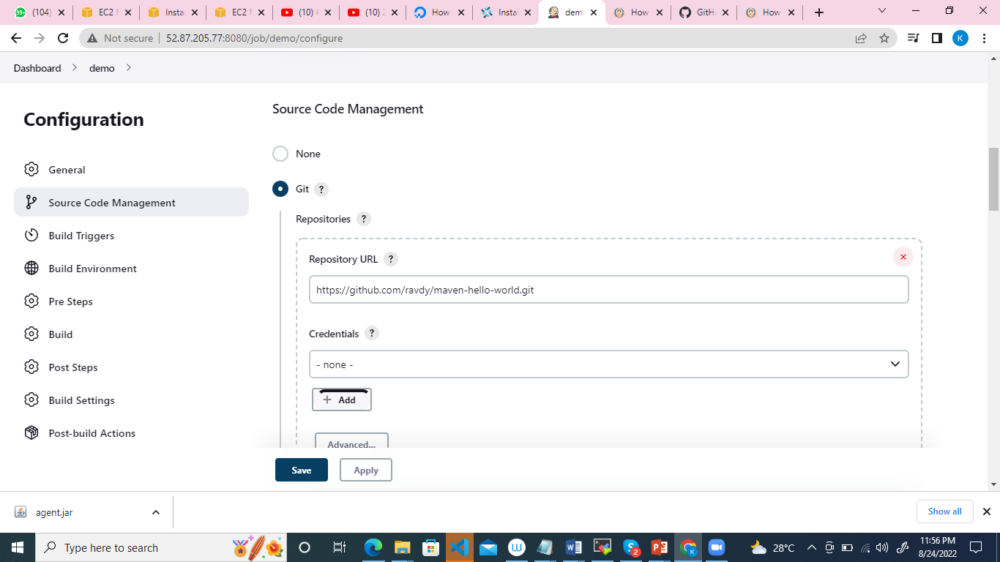 (104)
EC2 M
Instan
EC2 M
(10) #
(10) 2
How
Instal
demo
How
GitH
How
Not secure
52.87.205.77:8080/job/demo/configure
K
Dashboard
demo
Configuration
General
Source Code Management
Build Triggers
Build Environment
Pre Steps
Build
Post Steps
Build Settings
Post-build Actions
Source Code Management
None
Git ?
Repositories ?
Repository URL ?
https://github.com/ravdy/maven-hello-world.git
Credentials ?
- none -
+ Add
Advanced...
Save
Apply
agent.jar
Show all
Type here to search
28°C
11:56 PM
8/24/2022